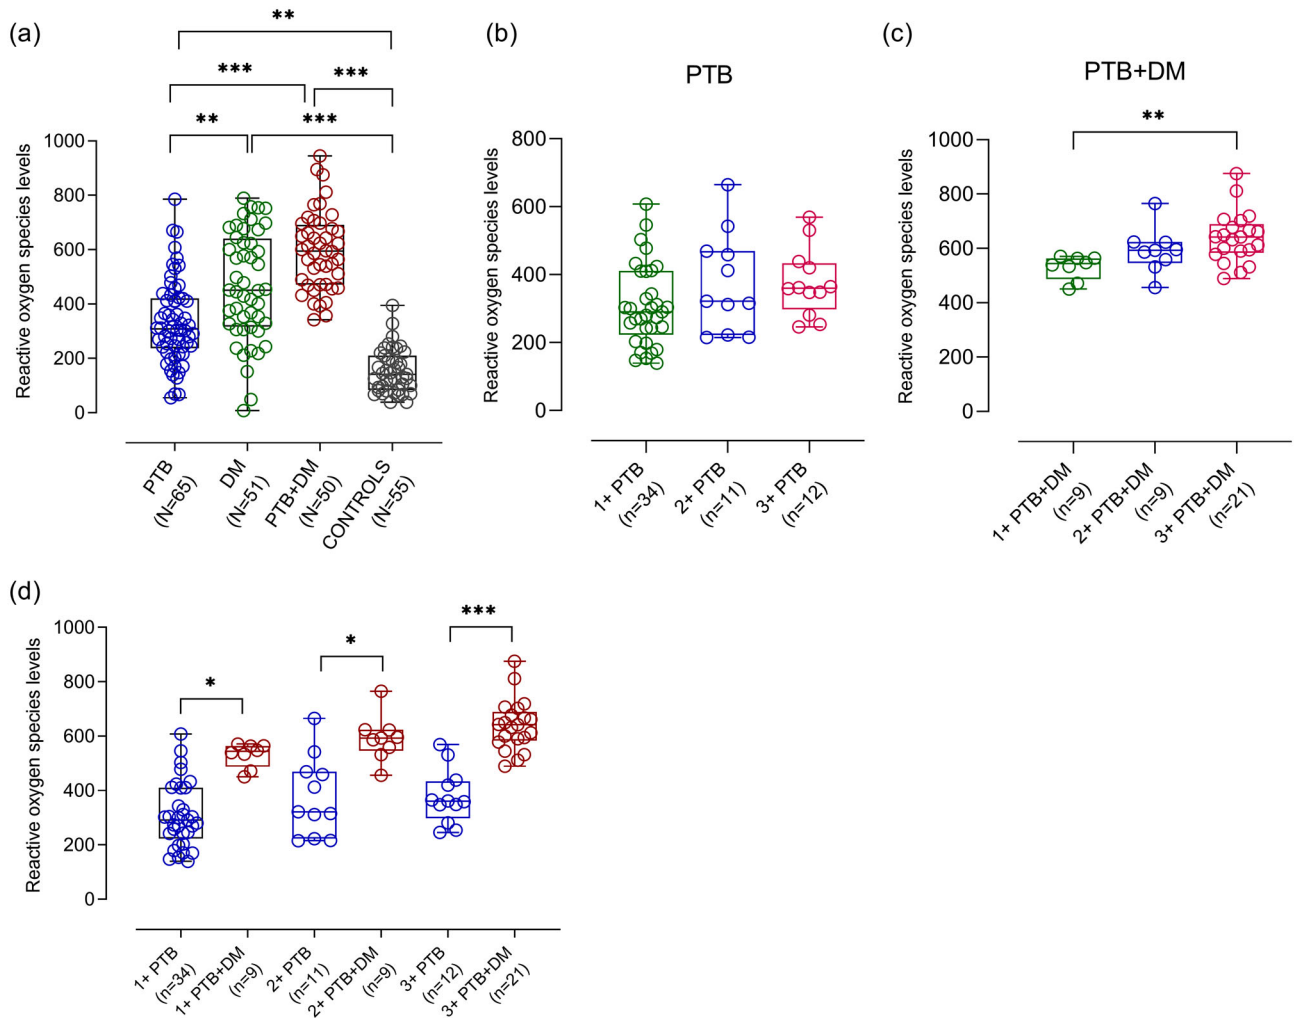 (a)
**
***
***
**
***
Reactive oxygen species levels
1000
800
600
400
200
0
PTB
(N=65)
DM
(N=51)
PTB+DM
(N=50)
CONTROLS
(N=55)
(b)
PTB
Reactive oxygen species levels
800
600
400
200
0
1+ PTB
(n=34)
2+ PTB
(n=11)
3+ PTB
(n=12)
(c)
PTB+DM
**
Reactive oxygen species levels
1000
800
600
400
200
0
1+ PTB+DM
(n=9)
2+ PTB+DM
(n=9)
3+ PTB+DM
(n=21)
(d)
*
*
***
Reactive oxygen species levels
1000
800
600
400
200
0
1+ PTB
(n=34)
1+ PTB+DM
(n=9)
2+ PTB
(n=11)
2+ PTB+DM
(n=9)
3+ PTB
(n=12)
3+ PTB+DM
(n=21)